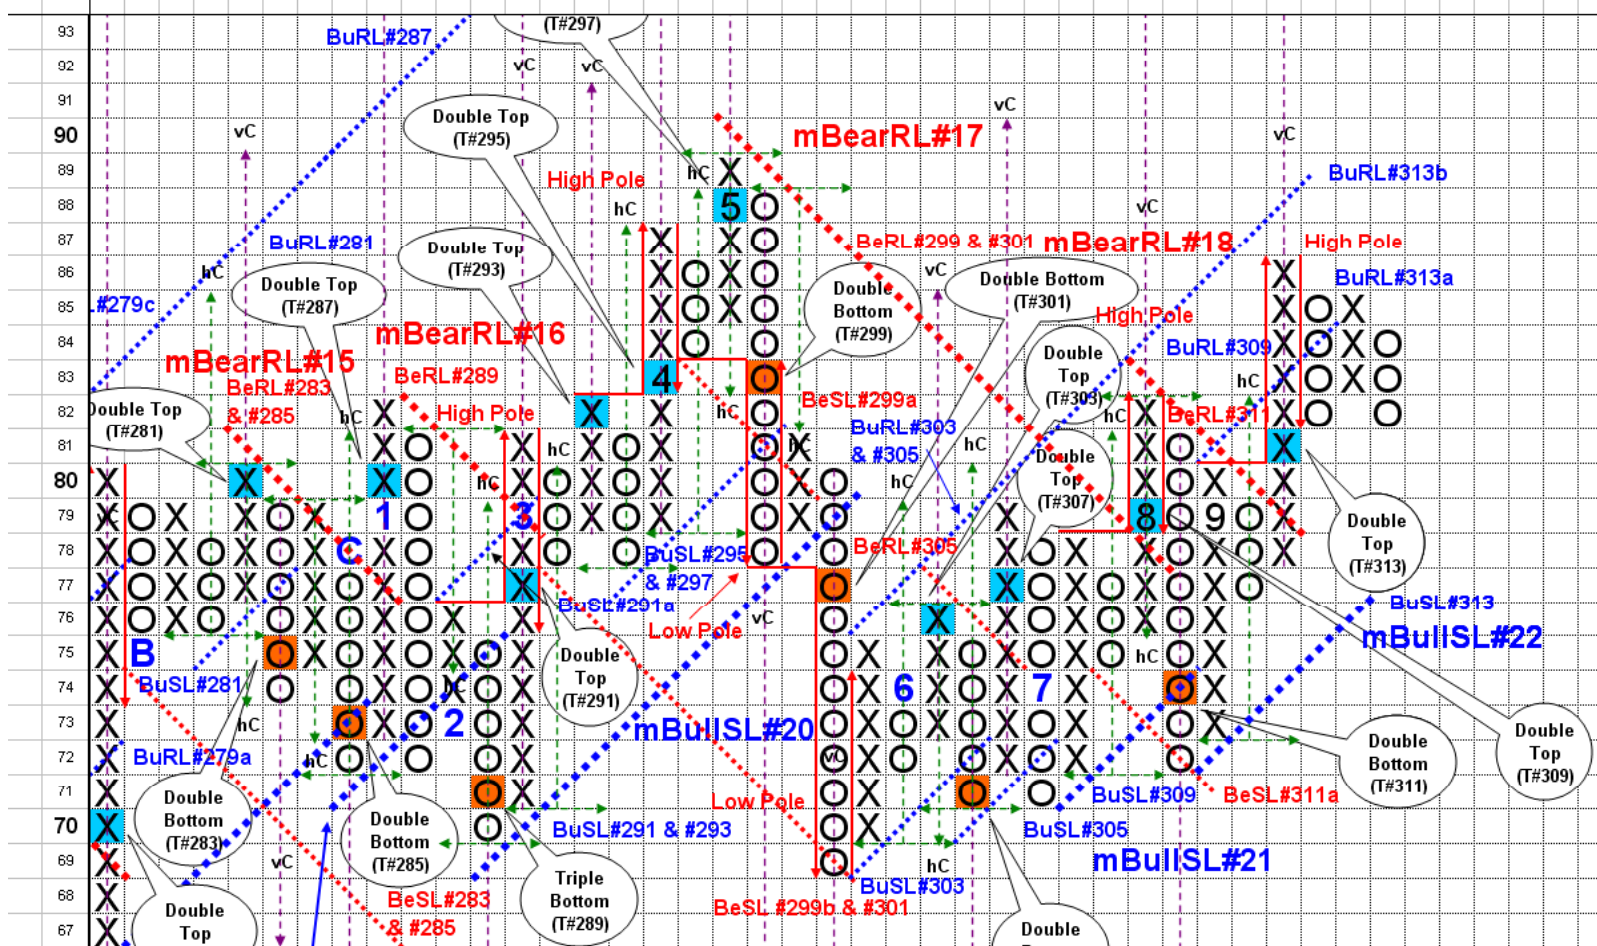 93
92
91
90
89
88
87
86
85
84
83
82
81
80
79
78
77
76
75
74
73
72
71
70
69
68
67
(T#297)
BuRL#287
vC
vC
vC
vC
vC
Double Top
(T#295)
mBearRL#17
hC
High Pole
hC
BuRL#313b
vC
BuRL#281
Double Top
(T#293)
BeRL#299 & #301
mBearRL#18
High Pole
BuRL#313a
hC
Double Top
(T#287)
vC
Double Bottom
(T#301)
Double
Bottom
(T#299)
High Pole
mBearRL#16
mBearRL#15
BeRL#283
& #285
BeRL#289
BuRL#309
Double
Top
(T#303)
hC
Double Top
(T#281)
hC
High Pole
hC
BeSL#299a
BuRL#303
& #305
hC
BeRL#311
hC
hC
hC
Double
Top
(T#307)
hC
hC
5
4
3
1
C
8
9
BuSL#295
& #297
BeRL#305
Double
Top
(T#313)
BuSL#291a
Low Pole
vC
BuSL#313
mBullSL#22
B
BuSL#281
hC
Double
Top
(T#291)
hC
6
7
2
hC
mBullSL#20
BuRL#279a
hC
vC
Double
Bottom
(T#311)
Double
Top
(T#309)
Double
Bottom
(T#283)
Double
Bottom
(T#285)
Low Pole
BuSL#309
BeSL#311a
BuSL#291 & #293
BuSL#305
mBullSL#21
vC
hC
Triple
Bottom
(T#289)
BuSL#303
BeSL#283
& #285
BeSL #299b & #301
Double
Top
Double